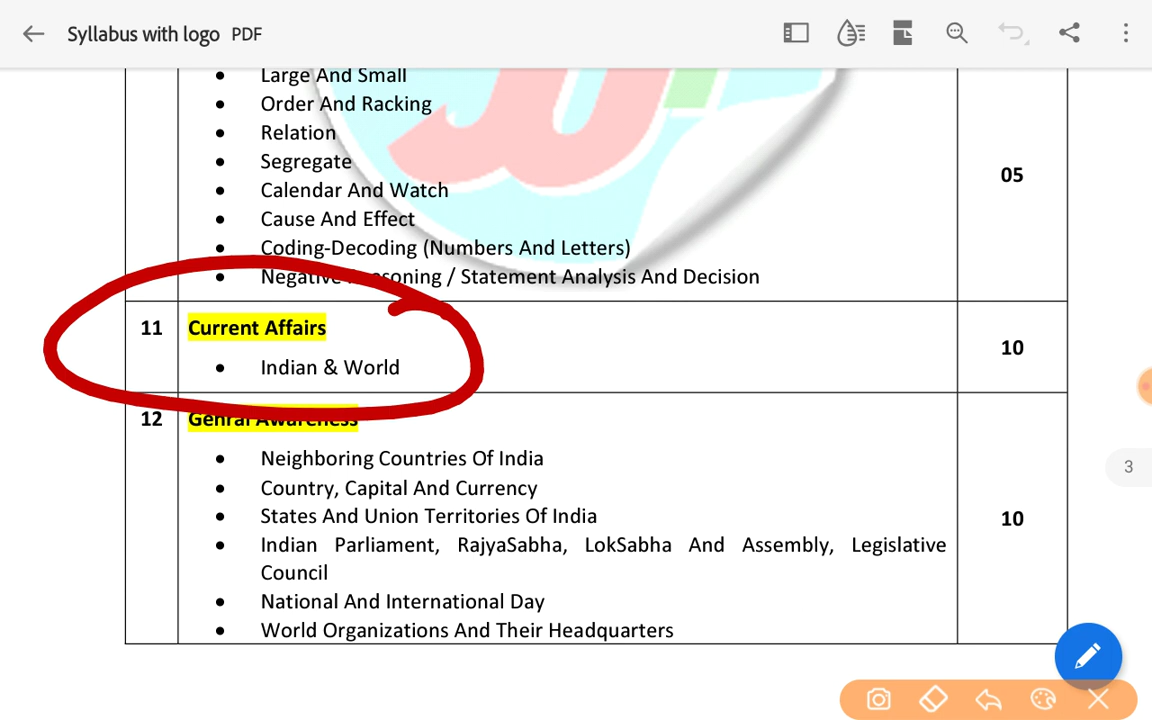 Syllabus with logo PDF
• Large And Small
• Order And Racking
• Relation
• Segregate
• Calendar And Watch
• Cause And Effect
• Coding-Decoding (Numbers And Letters)
• Negative Reasoning / Statement Analysis And Decision
05
11 Current Affairs
• Indian & World
10
12 Genral Awareness
• Neighboring Countries Of India
• Country, Capital And Currency
• States And Union Territories Of India
• Indian Parliament, RajyaSabha, LokSabha And Assembly, Legislative
Council
• National And International Day
• World Organizations And Their Headquarters
10
3